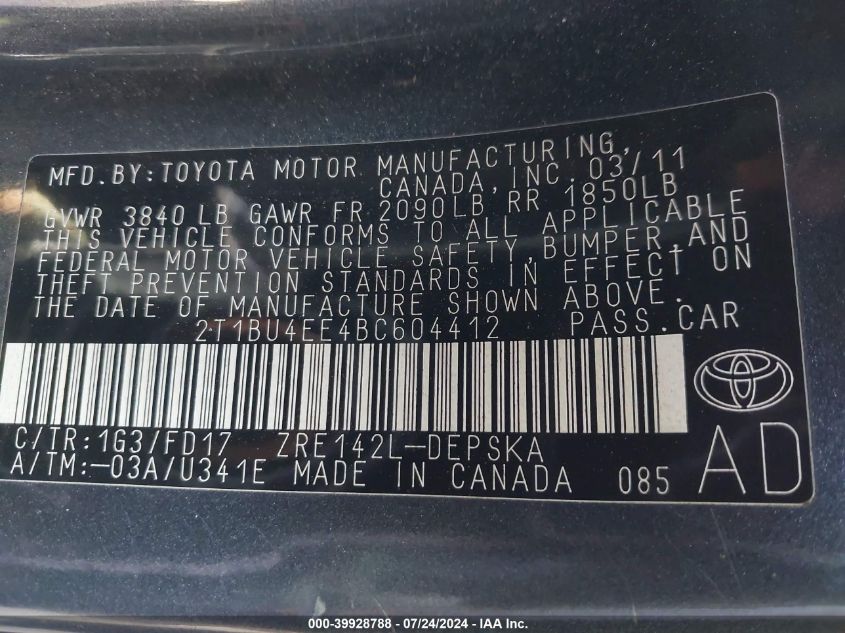 MFD.BY:TOYOTA MOTOR MANUFACTURING,
CANADA, INC. 03/11
GVWR 3840 LB GAWR FR 2090LB RR 1850LB
THIS VEHICLE CONFORMS TO ALL APPLICABLE
FEDERAL MOTOR VEHICLE SAFETY, BUMPER, AND
THEFT PREVENTION STANDARDS IN EFFECT ON
THE DATE OF MANUFACTURE SHOWN ABOVE.
2T1BU4EE4BC604412 PASS.CAR
C/TR:1G3/FD17 ZRE142L-DEPSKA
A/TM:-03A/U341E MADE IN CANADA 085
AD
000-39928788 - 07/24/2024 - IAA Inc.